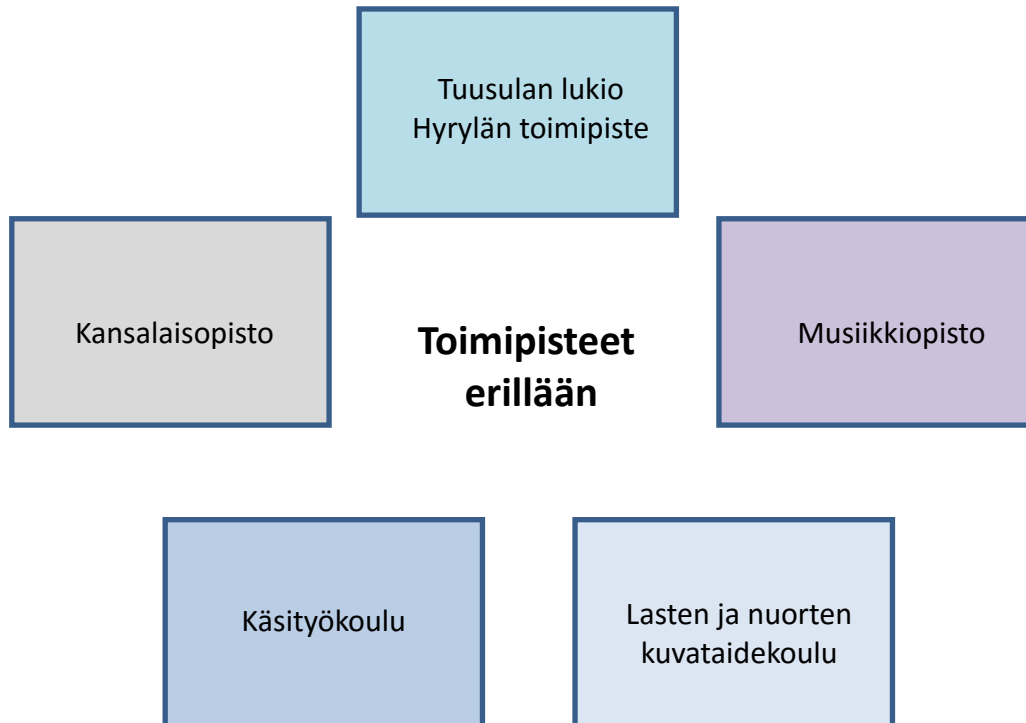 Tuusulan lukio
Hyrylän toimipiste
Kansalaisopisto
Toimipisteet
erillään
Musiikkiopisto
Käsityökoulu
Lasten ja nuorten
kuvataidekoulu